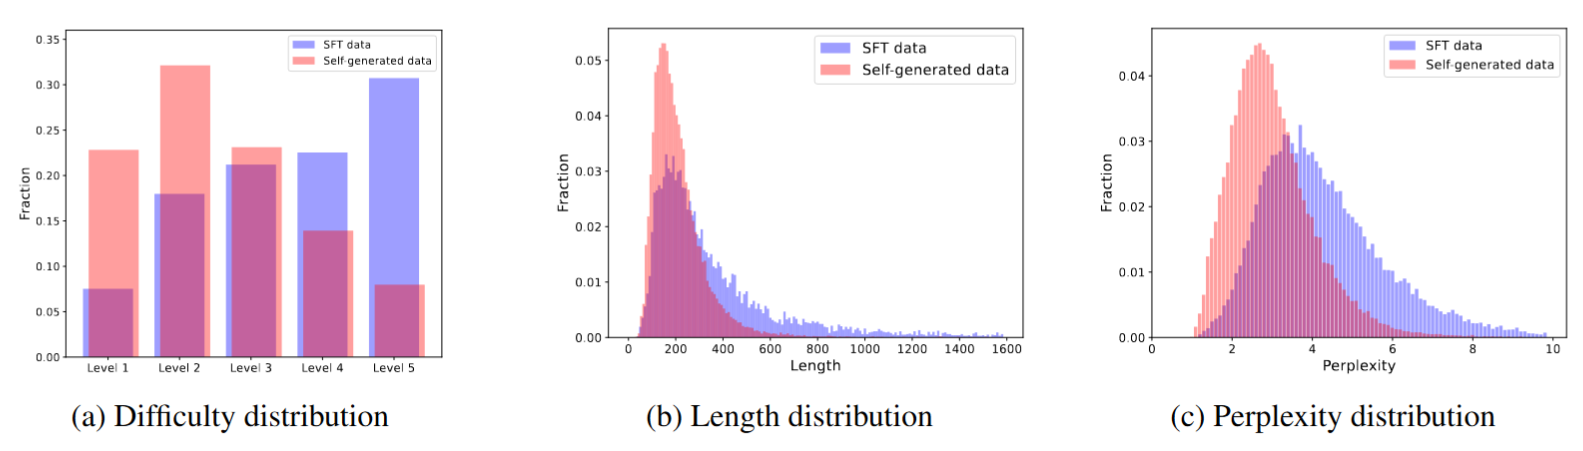 0.35
0.30
0.25
0.20
0.15
0.10
0.05
0.00
Fraction
SFT data
Self-generated data
Level 1 Level 2 Level 3 Level 4 Level 5
(a) Difficulty distribution
0.05
0.04
0.03
0.02
0.01
0.00
Fraction
SFT data
Self-generated data
0 200 400 600 800 1000 1200 1400 1600
Length
(b) Length distribution
0.04
0.03
0.02
0.01
0.00
Fraction
SFT data
Self-generated data
0 2 4 6 8 10
Perplexity
(c) Perplexity distribution